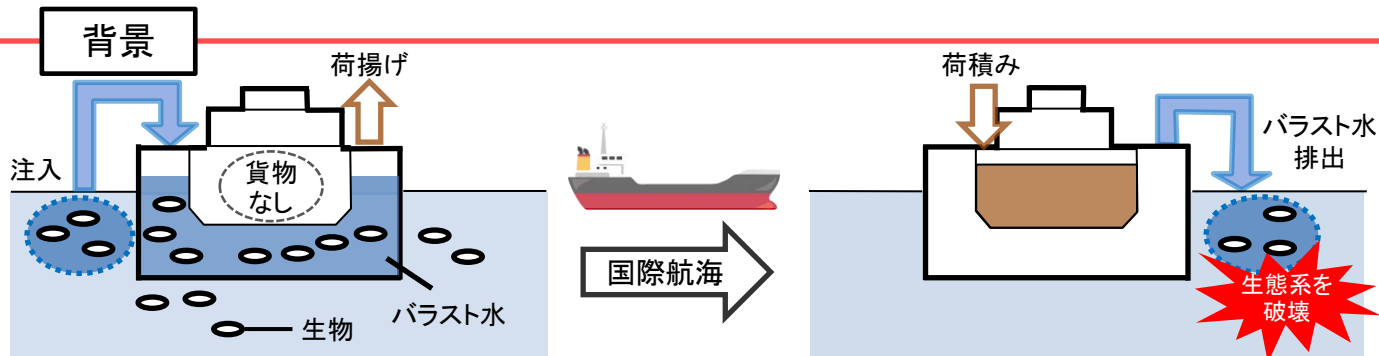 背景
荷揚げ
注入
貨物
なし
バラスト水
生物
国際航海
荷積み
バラスト水
排出
生態系を
破壊